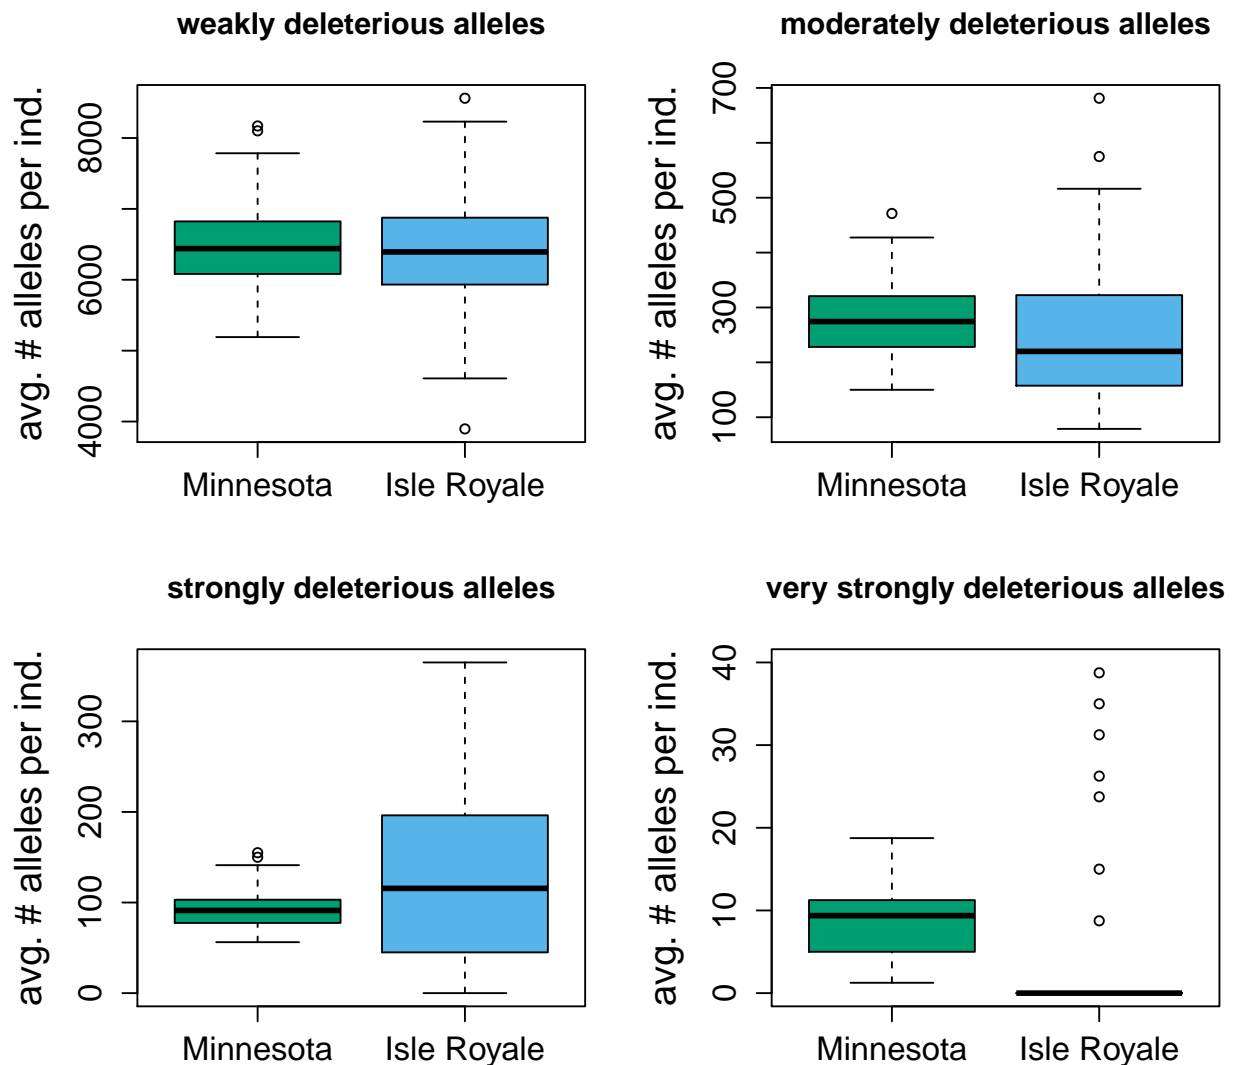 weakly deleterious alleles
avg. # alleles per ind.
8000
6000
4000
Minnesota
Isle Royale
moderately deleterious alleles
avg. # alleles per ind.
700
500
300
100
Minnesota
Isle Royale
strongly deleterious alleles
avg. # alleles per ind.
300
200
100
0
Minnesota
Isle Royale
very strongly deleterious alleles
avg. # alleles per ind.
40
30
20
10
0
Minnesota
Isle Royale